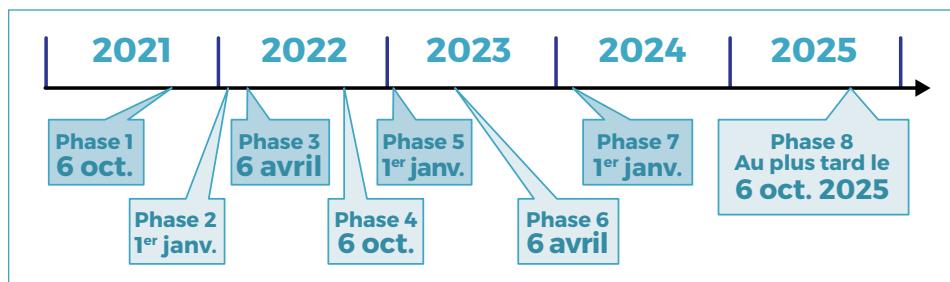 2021
2022
2023
2024
2025
Phase 1
6 oct.
Phase 2
1er janv.
Phase 3
6 avril
Phase 4
6 oct.
Phase 5
1er janv.
Phase 6
6 avril
Phase 7
1er janv.
Phase 8
Au plus tard le
6 oct. 2025